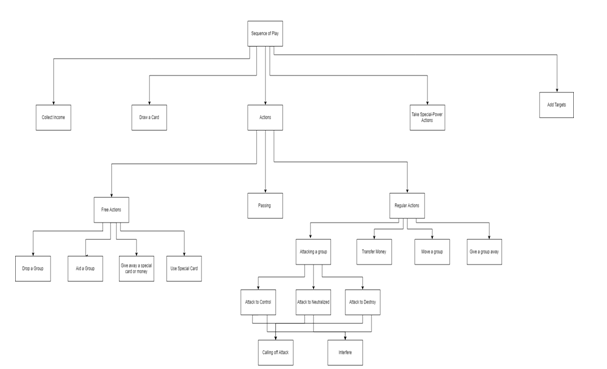 Sequence of Play
Collect Income
Draw a Card
Actions
Take Special-Power
Actions
Add Targets
Free Actions
Passing
Regular Actions
Drop a Group
Aid a Group
Give away a special
card or money
Use Special Card
Attacking a group
Transfer Money
Move a group
Give a group away
Attack to Control
Attack to Neutralized
Attack to Destroy
Calling off Attack
Interfere